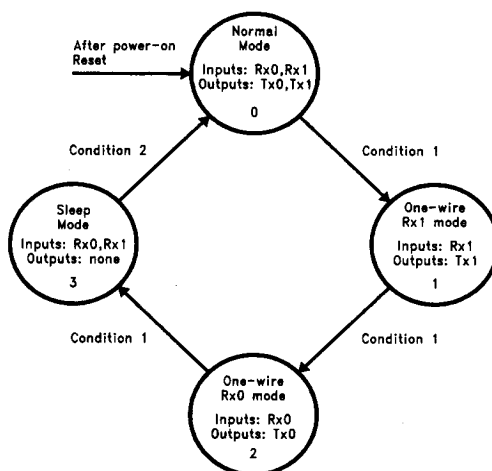 After power-on
Reset
Normal
Mode
Inputs: Rx0,Rx1
Outputs: Tx0,Tx1
0
Condition 2
Condition 1
Sleep
Mode
Inputs: Rx0,Rx1
Outputs: none
3
One-wire
Rx1 mode
Inputs: Rx1
Outputs: Tx1
1
Condition 1
Condition 1
One-wire
Rx0 mode
Inputs: Rx0
Outputs: Tx0
2